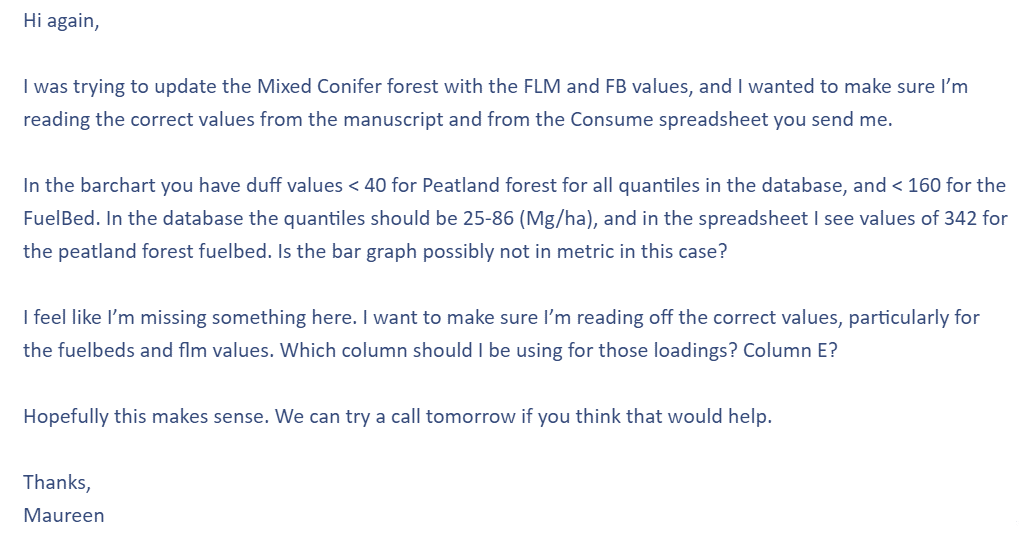 Hi again,
I was trying to update the Mixed Conifer forest with the FLM and FB values, and I wanted to make sure I’m
reading the correct values from the manuscript and from the Consume spreadsheet you send me.
In the barchart you have duff values < 40 for Peatland forest for all quantiles in the database, and < 160 for the
FuelBed. In the database the quantiles should be 25-86 (Mg/ha), and in the spreadsheet I see values of 342 for
the peatland forest fuelbed. Is the bar graph possibly not in metric in this case?
I feel like I’m missing something here. I want to make sure I’m reading off the correct values, particularly for
the fuelbeds and flm values. Which column should I be using for those loadings? Column E?
Hopefully this makes sense. We can try a call tomorrow if you think that would help.
Thanks,
Maureen